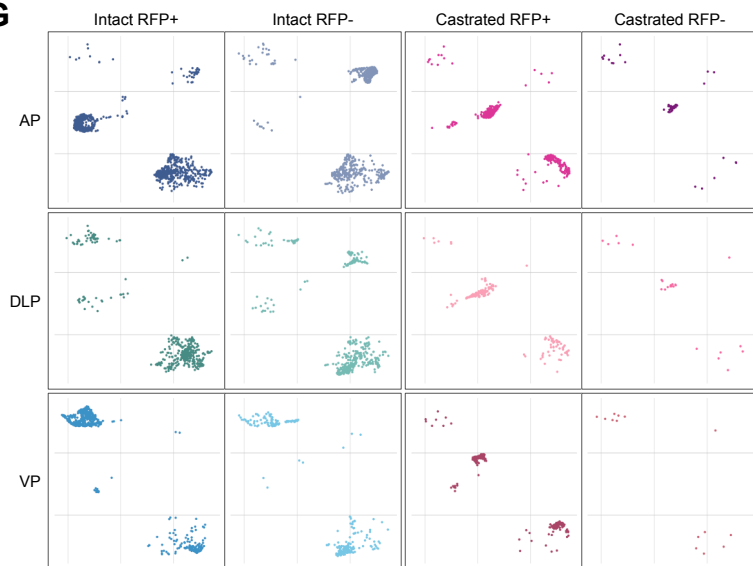 G
Intact RFP+ Intact RFP- Castrated RFP+ Castrated RFP-
AP
DLP
VP